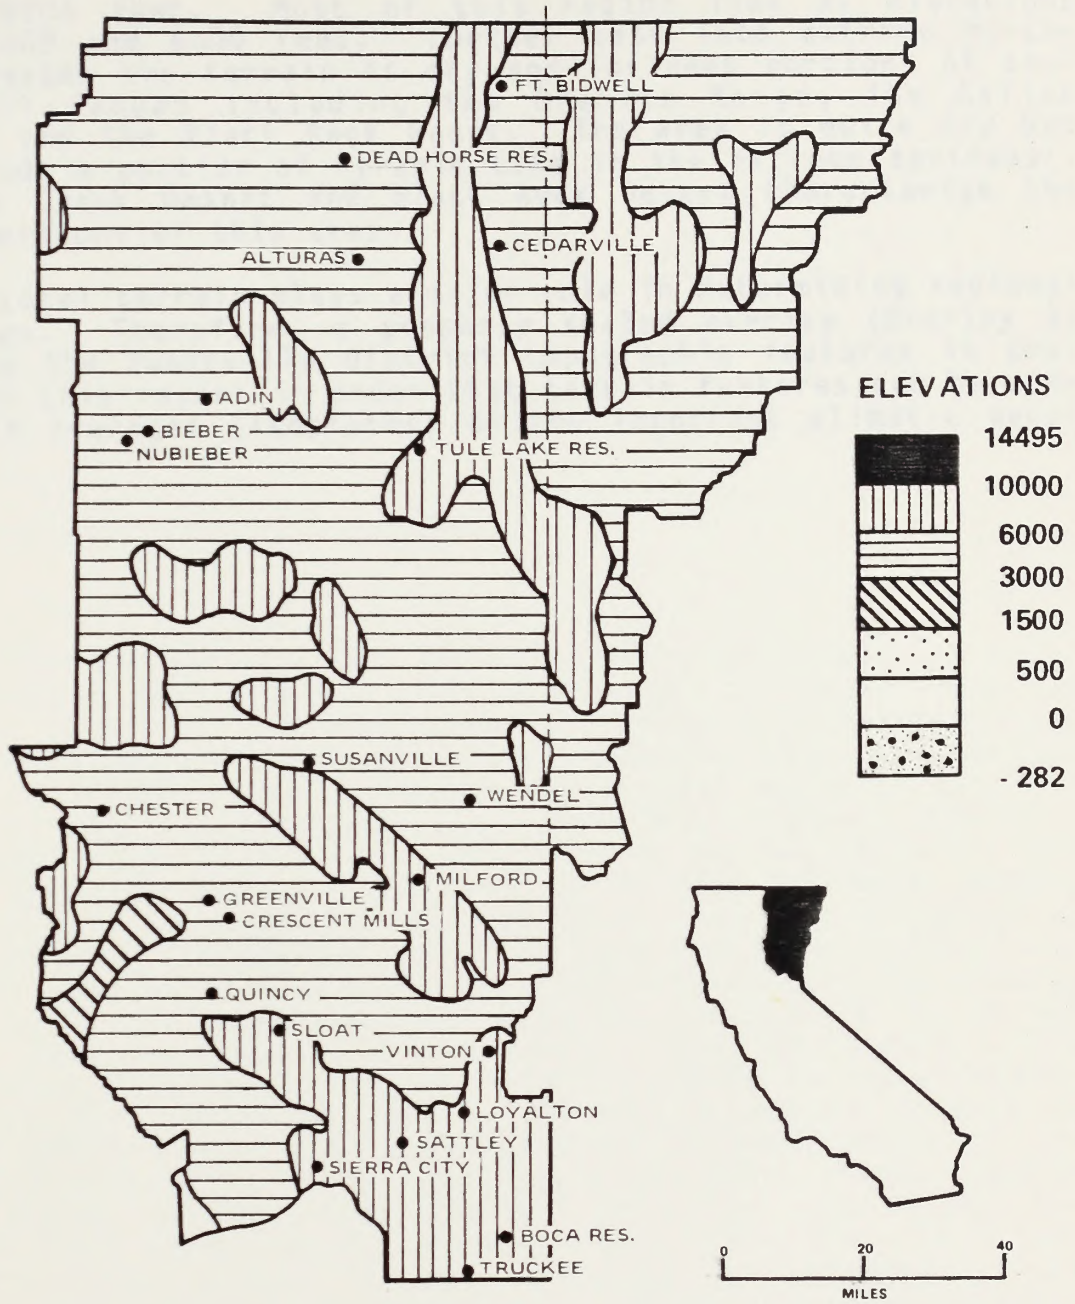 FT. BIDWELL
DEAD HORSE RES.
CEDARVILLE
ALTURAS
ADIN
BIEBER
NUBIEBER
TULE LAKE RES.
SUSANVILLE
WENDEL
CHESTER
MILFORD
GREENVILLE
CRESCENT MILLS
QUINCY
SLOAT
VINTON
LOYALTON
SATTLEY
SIERRA CITY
BOCA RES.
TRUCKEE
ELEVATIONS
14495
10000
6000
3000
1500
500
0
- 282
0 20 40
MILES